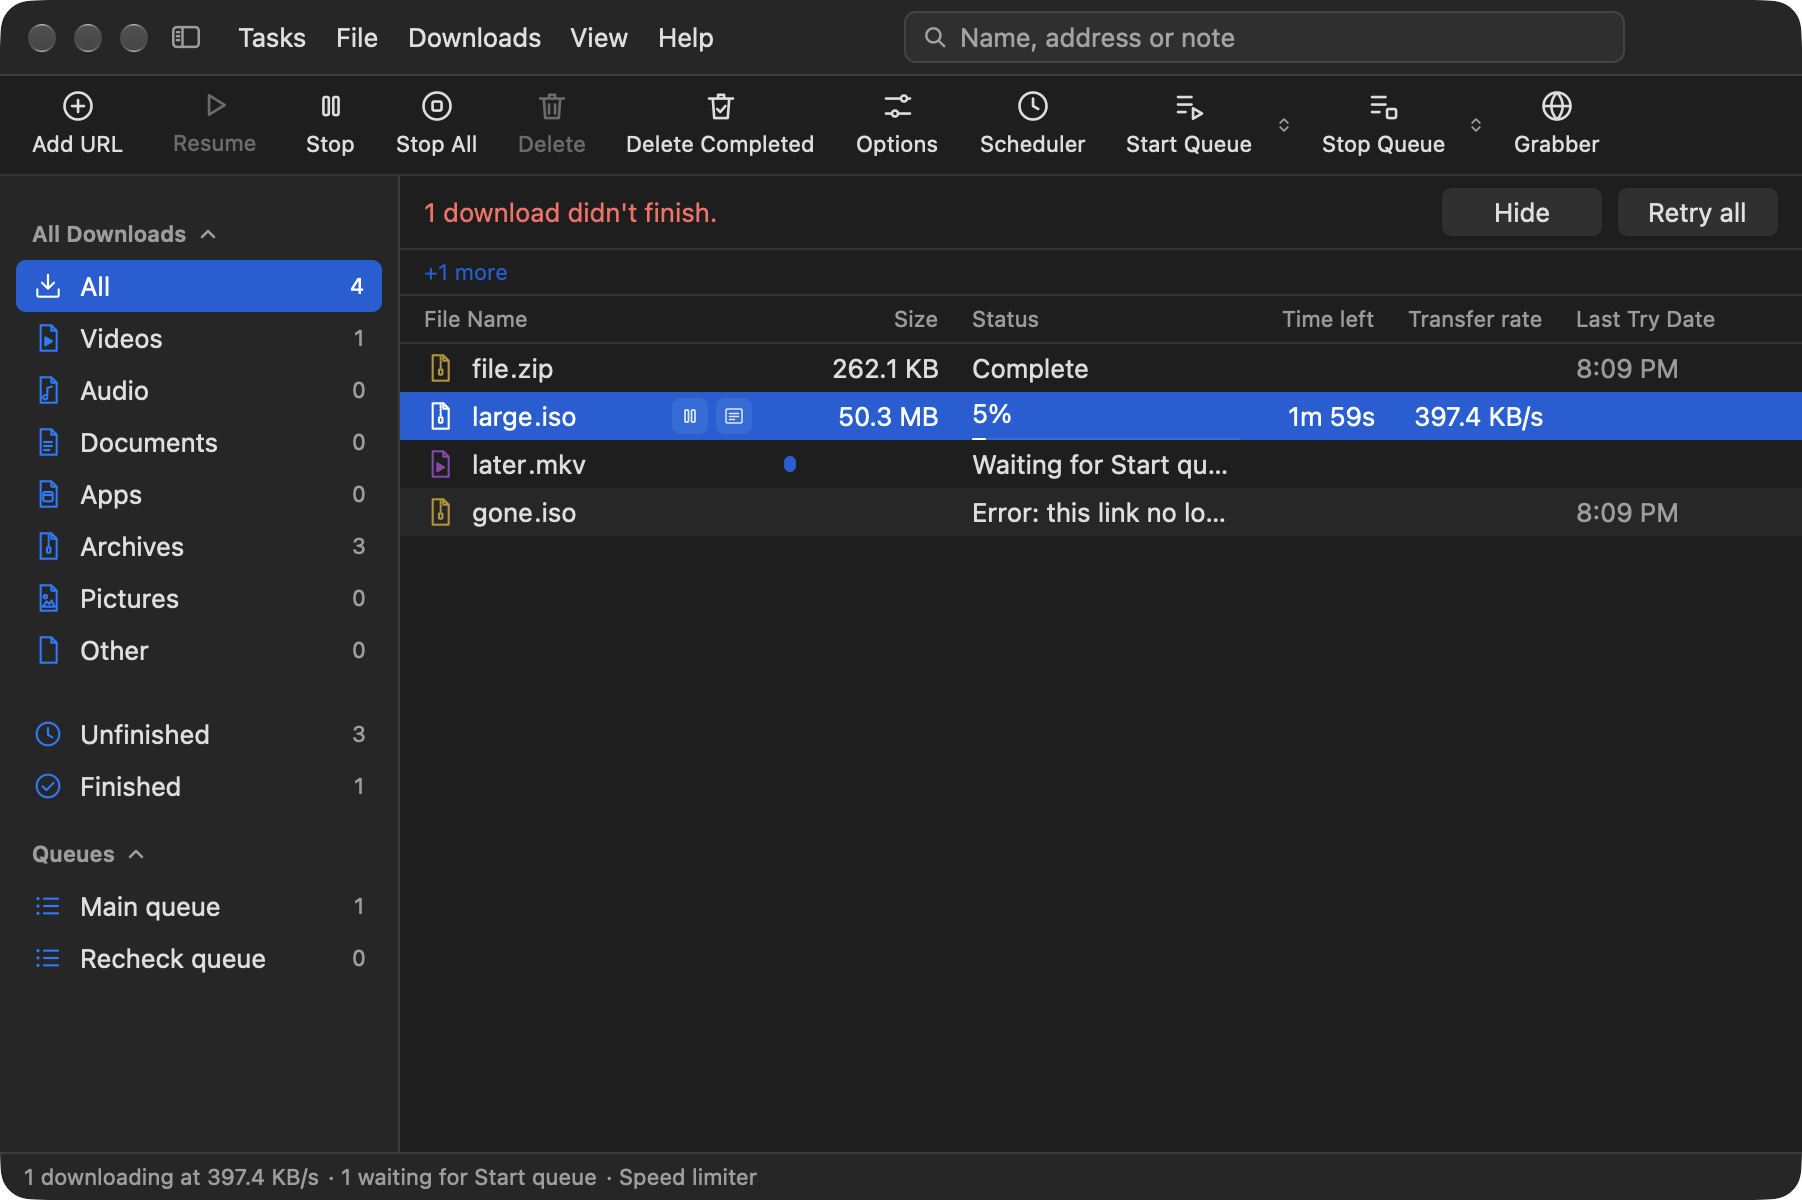 Tasks File Downloads View Help
Name, address or note
Add URL Resume Stop Stop All Delete Delete Completed Options Scheduler Start Queue Stop Queue Grabber
All Downloads
All 4
Videos 1
Audio 0
Documents 0
Apps 0
Archives 3
Pictures 0
Other 0
Unfinished 3
Finished 1
Queues
Main queue 1
Recheck queue 0
1 download didn't finish.
Hide Retry all
+1 more
File Name Size Status Time left Transfer rate Last Try Date
file.zip 262.1 KB Complete 8:09 PM
large.iso 50.3 MB 5% 1m 59s 397.4 KB/s
later.mkv Waiting for Start qu...
gone.iso Error: this link no lo... 8:09 PM
1 downloading at 397.4 KB/s · 1 waiting for Start queue · Speed limiter